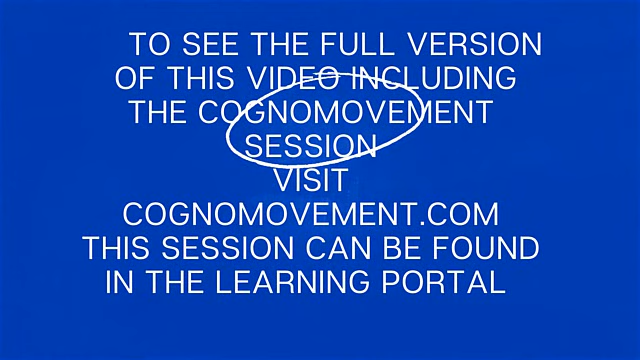 TO SEE THE FULL VERSION
OF THIS VIDEO INCLUDING
THE COGNOMOVEMENT
SESSION
VISIT
COGNOMOVEMENT.COM
THIS SESSION CAN BE FOUND
IN THE LEARNING PORTAL